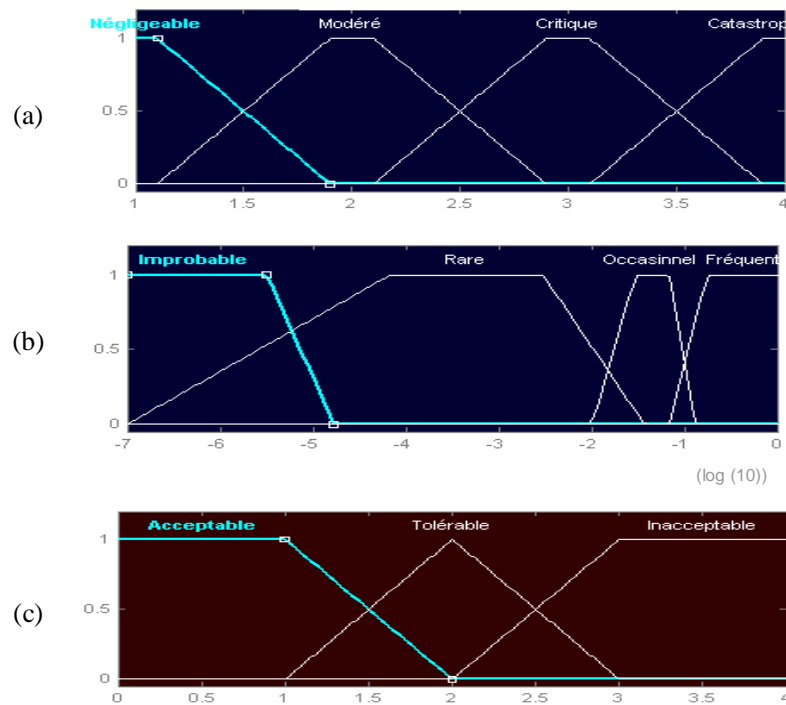 Négligeable Modéré Critique Catastrop
1
(a)
0.5
0
1 1.5 2 2.5 3 3.5 4
Improbable Rare Occasinnel Fréquent
1
(b)
0.5
0
-7 -6 -5 -4 -3 -2 -1 0
(log (10))
Acceptable Tolérable Inacceptable
1
(c)
0.5
0
0 0.5 1 1.5 2 2.5 3 3.5 4